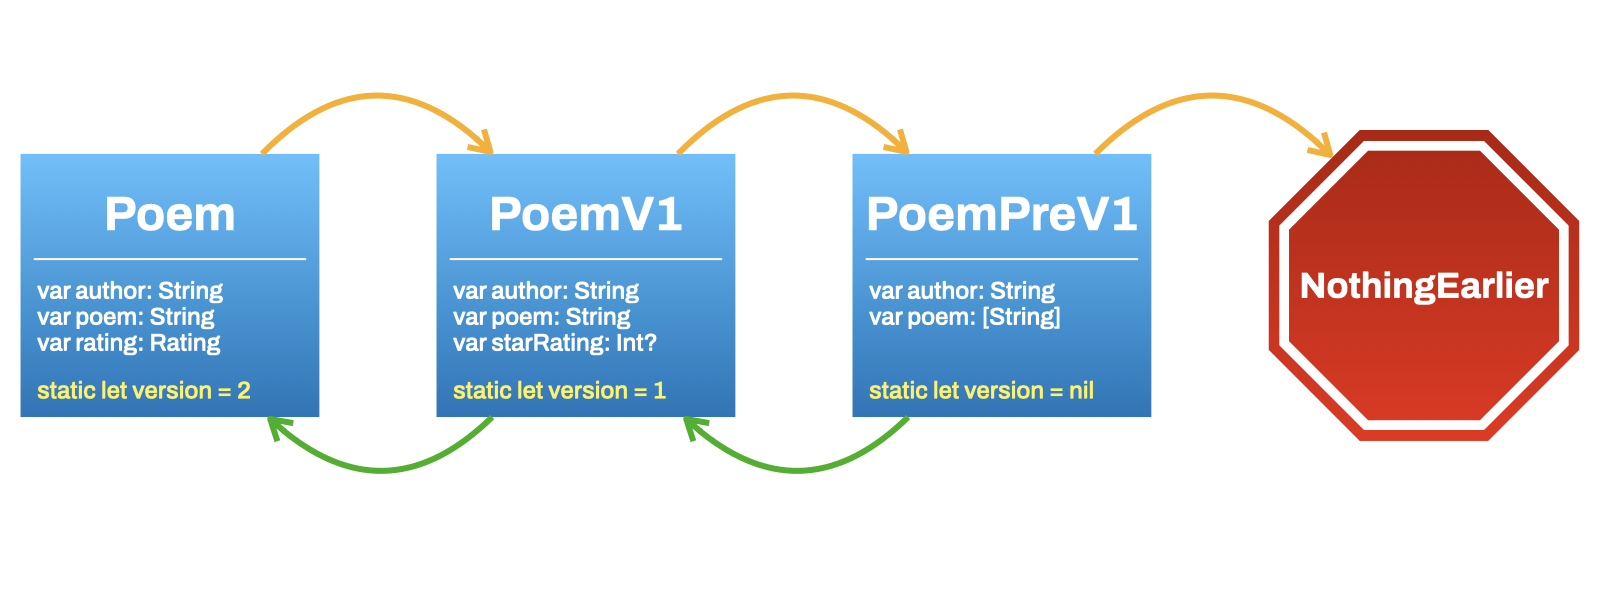 Poem
var author: String
var poem: String
var rating: Rating
static let version = 2
PoemV1
var author: String
var poem: String
var starRating: Int?
static let version = 1
PoemPreV1
var author: String
var poem: [String]
static let version = nil
NothingEarlier